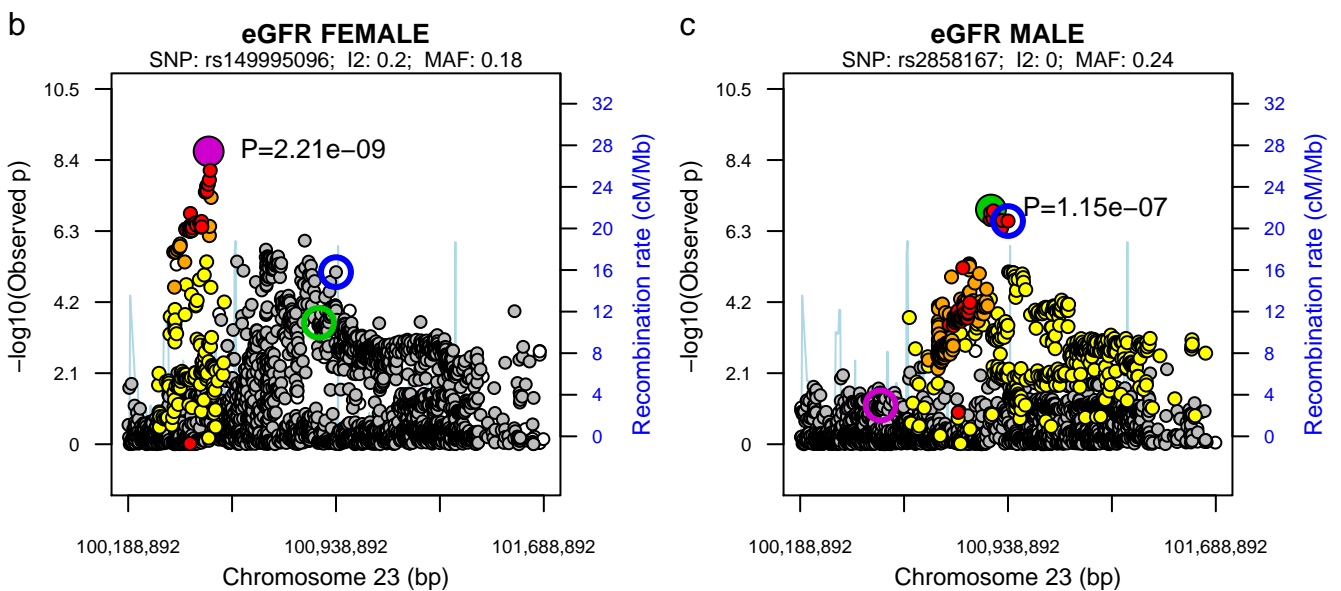 b
eGFR FEMALE
SNP: rs149995096; I2: 0.2; MAF: 0.18
10.5
8.4
6.3
4.2
2.1
0
−log10(Observed p)
P=2.21e−09
32
28
24
20
16
12
8
4
0
Recombination rate (cM/Mb)
100,188,892
100,938,892
101,688,892
Chromosome 23 (bp)
c
eGFR MALE
SNP: rs2858167; I2: 0; MAF: 0.24
10.5
8.4
6.3
4.2
2.1
0
−log10(Observed p)
P=1.15e−07
32
28
24
20
16
12
8
4
0
Recombination rate (cM/Mb)
100,188,892
100,938,892
101,688,892
Chromosome 23 (bp)